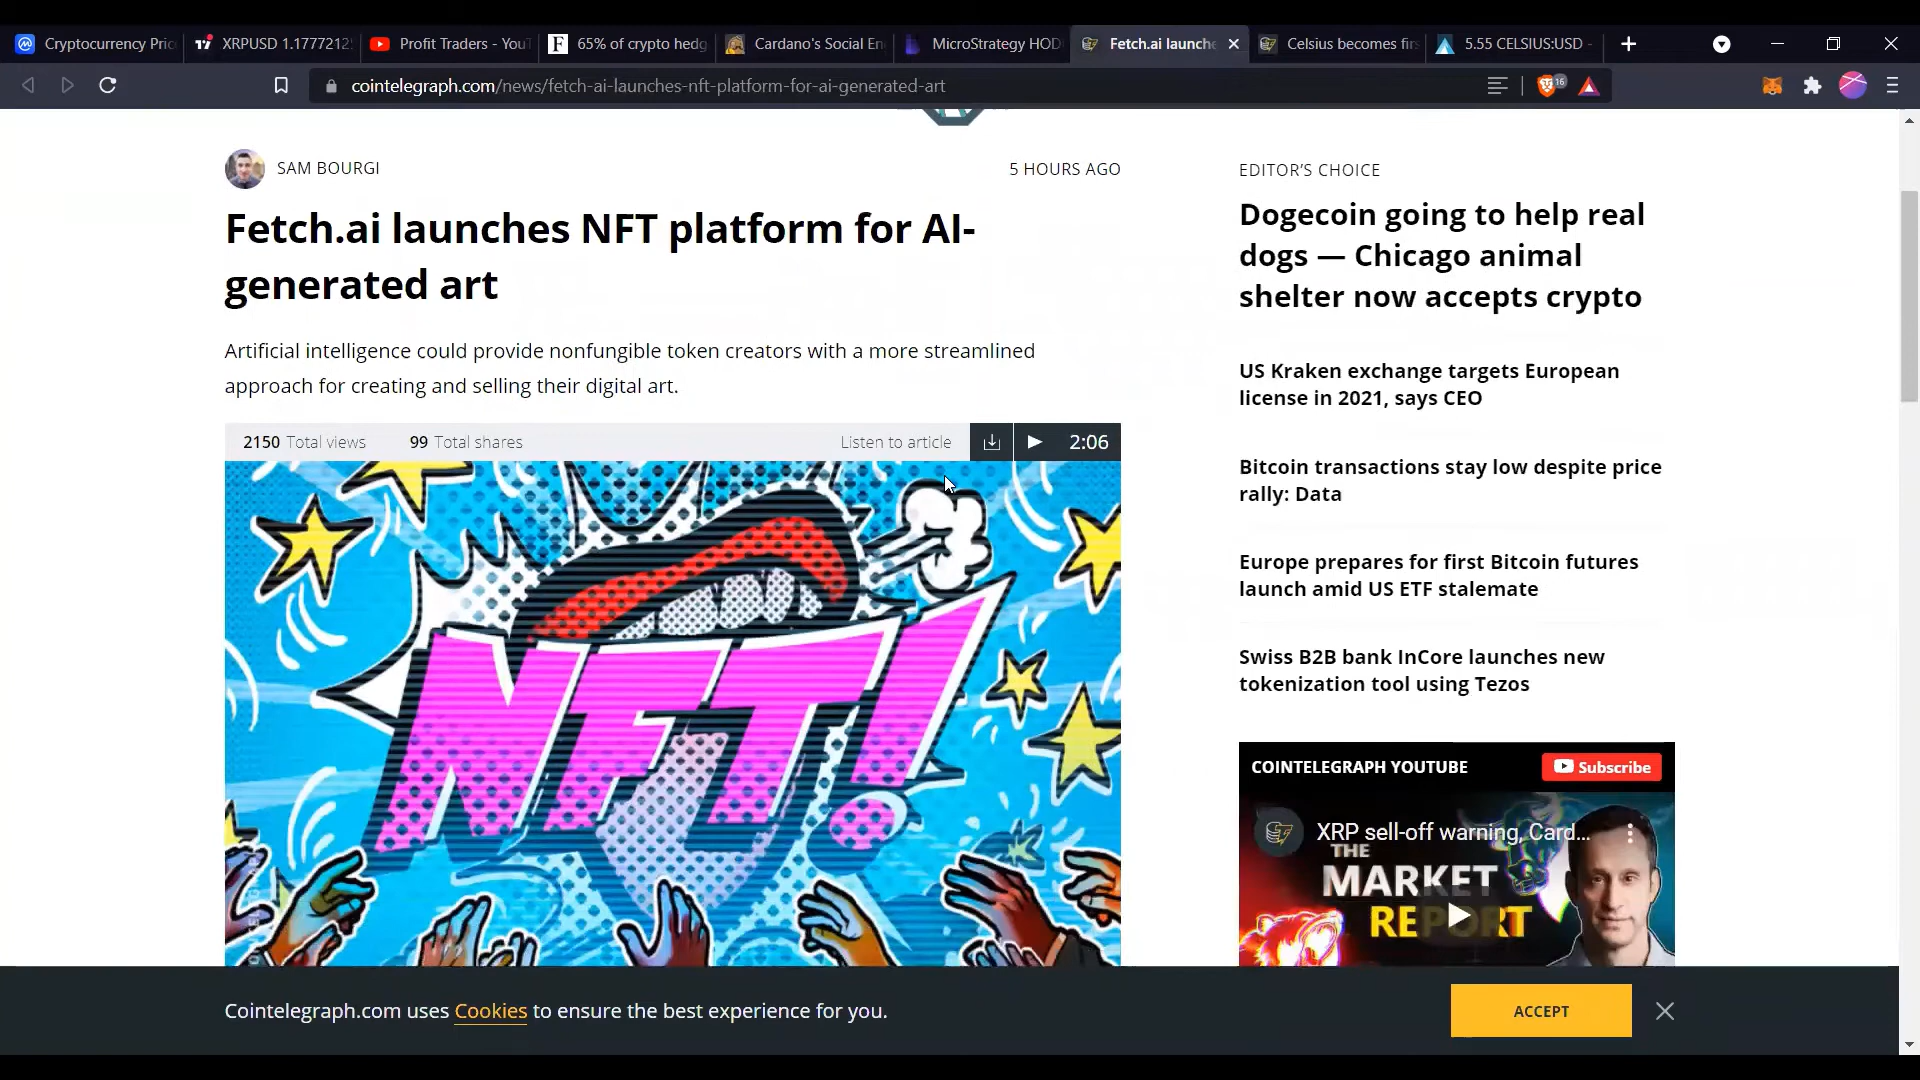 Cryptocurrency Pric
XRPUSD 1.1777212
Profit Traders - You
65% of crypto hedg
Cardano's Social En
MicroStrategy HOD
Fetch.ai launche
Celsius becomes firs
5.55 CELSIUS:USD -
cointelegraph.com/news/fetch-ai-launches-nft-platform-for-ai-generated-art
16
SAM BOURGI
5 HOURS AGO
Fetch.ai launches NFT platform for AI-
generated art
Artificial intelligence could provide nonfungible token creators with a more streamlined
approach for creating and selling their digital art.
2150 Total views
99 Total shares
Listen to article
2:06
NFT!
EDITOR'S CHOICE
Dogecoin going to help real
dogs — Chicago animal
shelter now accepts crypto
US Kraken exchange targets European
license in 2021, says CEO
Bitcoin transactions stay low despite price
rally: Data
Europe prepares for first Bitcoin futures
launch amid US ETF stalemate
Swiss B2B bank InCore launches new
tokenization tool using Tezos
COINTELEGRAPH YOUTUBE
Subscribe
XRP sell-off warning, Card...
THE
MARKET
REPORT
Cointelegraph.com uses Cookies to ensure the best experience for you.
ACCEPT